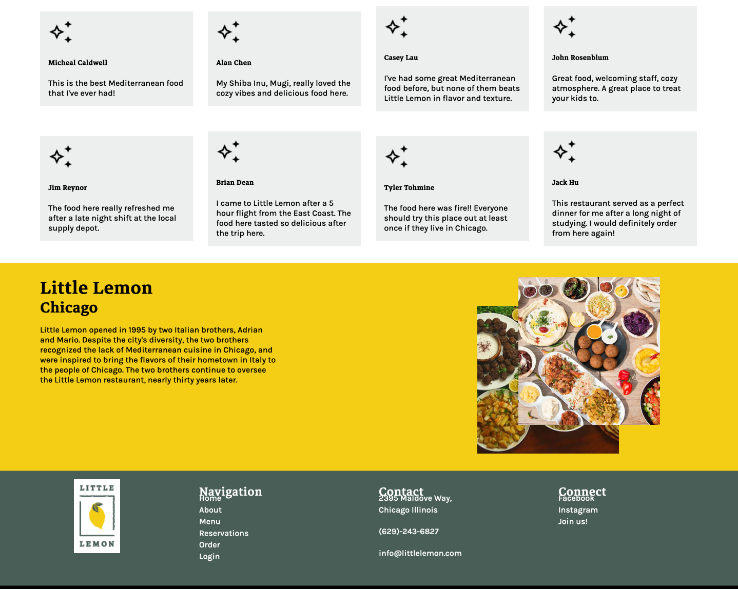 Micheal Caldwell
This is the best Mediterranean food
that I've ever had!
Alan Chen
My Shiba Inu, Mugi, really loved the
cozy vibes and delicious food here.
Casey Lau
I've had some great Mediterranean
food before, but none of them beats
Little Lemon in flavor and texture.
John Rosenblum
Great food, welcoming staff, cozy
atmosphere. A great place to treat
your kids to.
Jim Reynor
The food here really refreshed me
after a late night shift at the local
supply depot.
Brian Dean
I came to Little Lemon after a 5
hour flight from the East Coast. The
food here tasted so delicious after
the trip here.
Tyler Tohmine
The food here was fire!! Everyone
should try this place out at least
once if they live in Chicago.
Jack Hu
This restaurant served as a perfect
dinner for me after a long night of
studying. I would definitely order
from here again!
Little Lemon
Chicago
Little Lemon opened in 1995 by two Italian brothers, Adrian
and Mario. Despite the city's diversity, the two brothers
recognized the lack of Mediterranean cuisine in Chicago, and
were inspired to bring the flavors of their hometown in Italy to
the people of Chicago. The two brothers continue to oversee
the Little Lemon restaurant, nearly thirty years later.
LITTLE
LEMON
Navigation
Home
About
Menu
Reservations
Order
Login
Contact
2395 Maldove Way,
Chicago Illinois
(629)-243-6827
info@littlelemon.com
Connect
Facebook
Instagram
Join us!